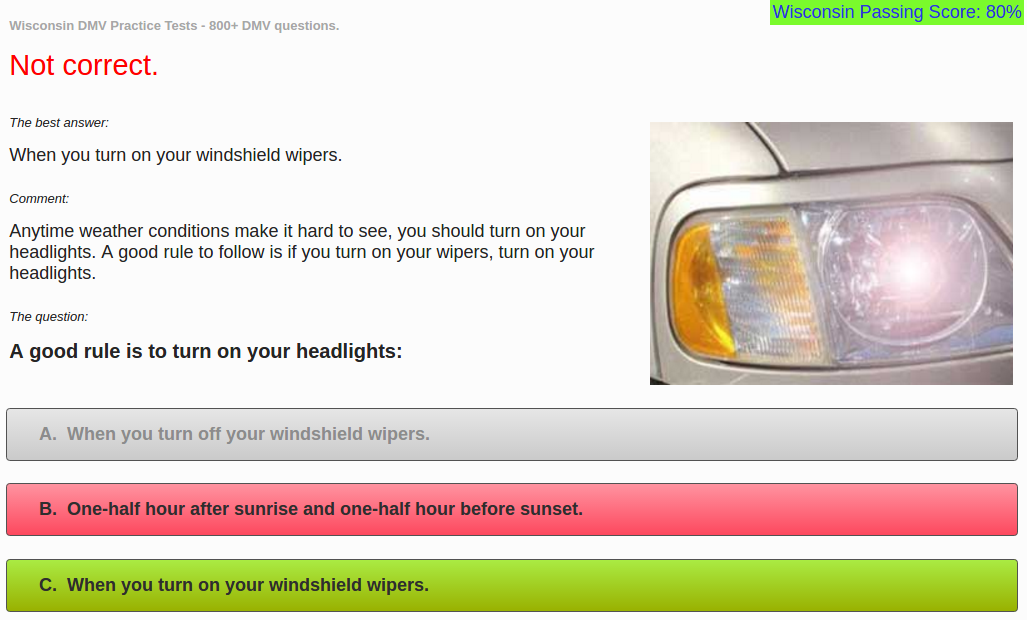 Wisconsin DMV Practice Tests - 800+ DMV questions.
Wisconsin Passing Score: 80%
Not correct.
The best answer:
When you turn on your windshield wipers.
Comment:
Anytime weather conditions make it hard to see, you should turn on your
headlights. A good rule to follow is if you turn on your wipers, turn on your
headlights.
The question:
A good rule is to turn on your headlights:
A. When you turn off your windshield wipers.
B. One-half hour after sunrise and one-half hour before sunset.
C. When you turn on your windshield wipers.